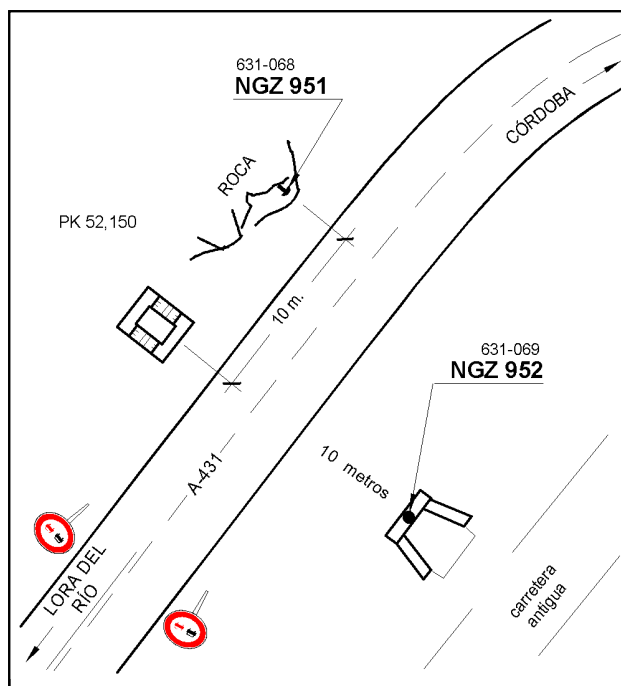 631-068
NGZ 951
CÓRDOBA
ROCA
PK 52,150
10 m.
631-069
NGZ 952
10 metros
A-431
LORA DEL
RÍO
carretera
antigua